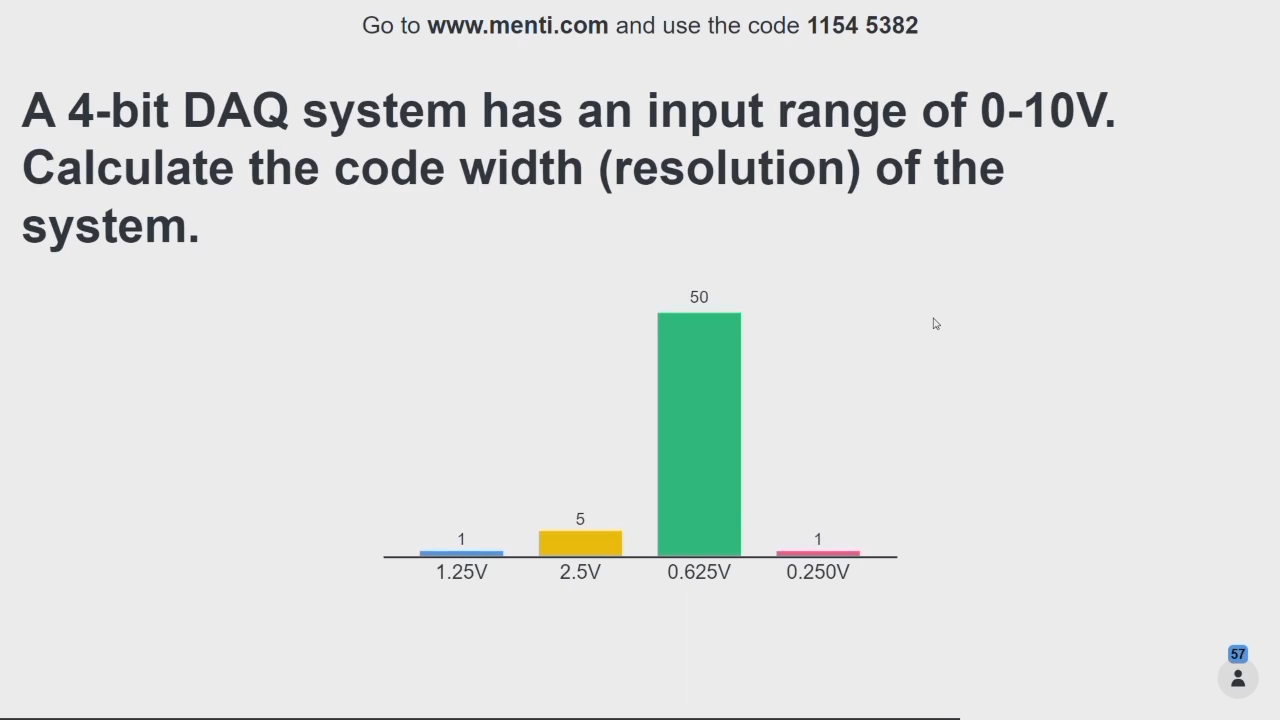 Go to www.menti.com and use the code 1154 5382
A 4-bit DAQ system has an input range of 0-10V.
Calculate the code width (resolution) of the
system.
50
5
1
1
1.25V 2.5V 0.625V 0.250V
57